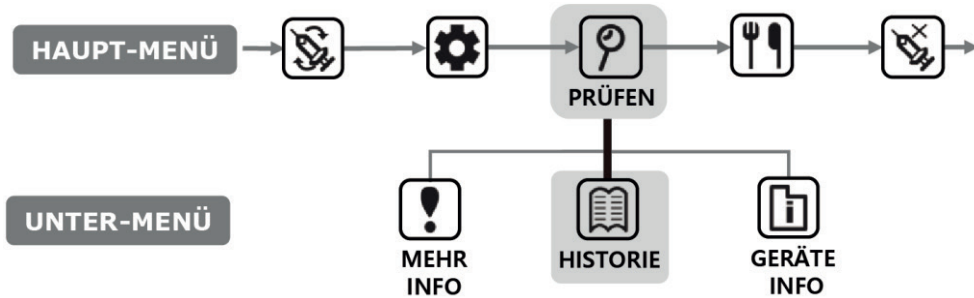 HAUPT-MENÜ
PRÜFEN
UNTER-MENÜ
MEHR
INFO
HISTORIE
GERÄTE
INFO